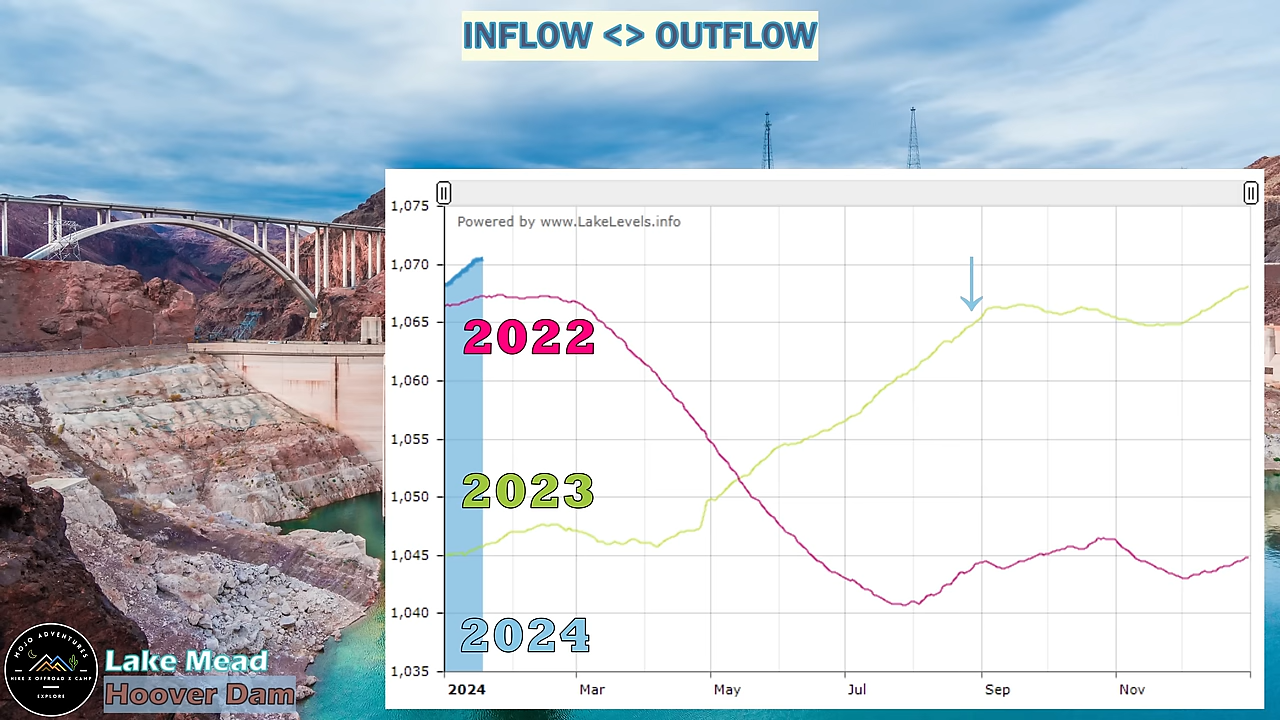 INFLOW <> OUTFLOW
1,075
Powered by www.LakeLevels.info
1,070
1,065
2022
1,060
1,055
1,050
2023
1,045
1,040
2024
1,035
2024 Mar May Jul Sep Nov
MOJO ADVENTURES
HIKE X OFFROAD X CAMP
EXPLORE
Lake Mead
Hoover Dam